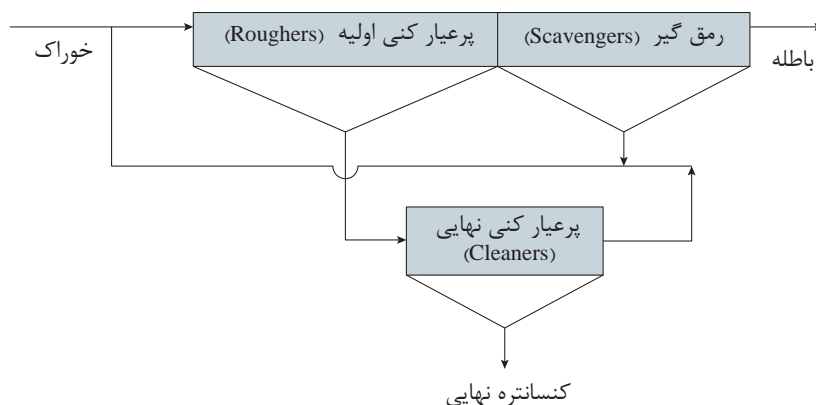 پرعیار کنی اولیه (Roughers)
رمق گیر (Scavengers)
خوراک
باطله
پرعیار کنی نهایی
(Cleaners)
کنسانتره نهایی